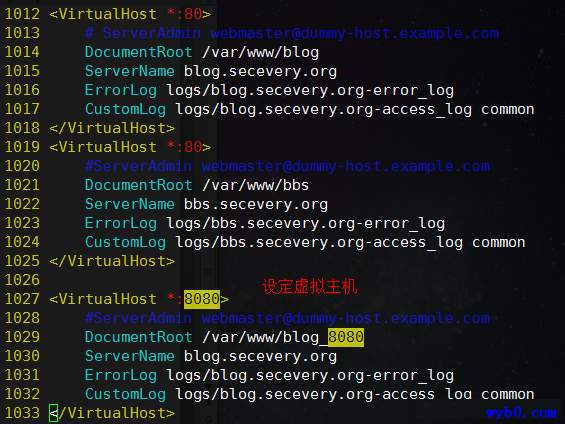 1012 <VirtualHost *:80>
1013     # ServerAdmin webmaster@dummy-host.example.com
1014     DocumentRoot /var/www/blog
1015     ServerName blog.secevery.org
1016     ErrorLog logs/blog.secevery.org-error_log
1017     CustomLog logs/blog.secevery.org-access_log common
1018 </VirtualHost>
1019 <VirtualHost *:80>
1020     #ServerAdmin webmaster@dummy-host.example.com
1021     DocumentRoot /var/www/bbs
1022     ServerName bbs.secevery.org
1023     ErrorLog logs/bbs.secevery.org-error_log
1024     CustomLog logs/bbs.secevery.org-access_log common
1025 </VirtualHost>
1026 设定虚拟主机
1027 <VirtualHost *:8080>
1028     #ServerAdmin webmaster@dummy-host.example.com
1029     DocumentRoot /var/www/blog_8080
1030     ServerName blog.secevery.org
1031     ErrorLog logs/blog.secevery.org-error_log
1032     CustomLog logs/blog.secevery.org-access_log common
1033 </VirtualHost>
wyb0.com